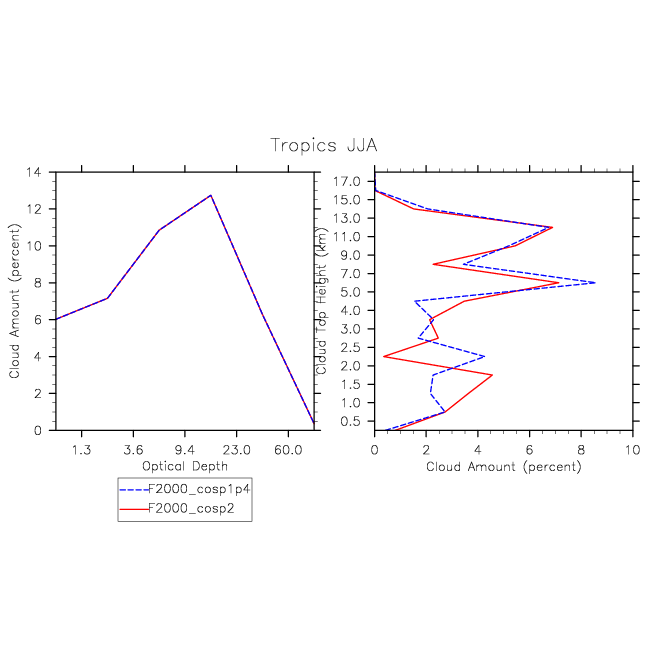 Tropics JJA
Cloud Amount (percent)
14
12
10
8
6
4
2
0
1.3 3.6 9.4 23.0 60.0
Optical Depth
Cloud Top Height (km)
17.0
15.0
13.0
11.0
9.0
7.0
5.0
4.0
3.0
2.5
2.0
1.5
1.0
0.5
0 2 4 6 8 10
Cloud Amount (percent)
F2000_cosp1p4
F2000_cosp2